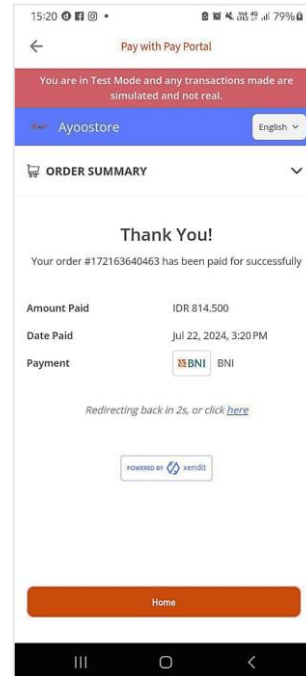 15:20
79%
Pay with Pay Portal
You are in Test Mode and any transactions made are
simulated and not real.
Ayoostore
English
ORDER SUMMARY
Thank You!
Your order #172163640463 has been paid for successfully
Amount Paid IDR 814.500
Date Paid Jul 22, 2024, 3:20 PM
Payment BNI BNI
Redirecting back in 2s, or click here
POWERED BY xendit
Home